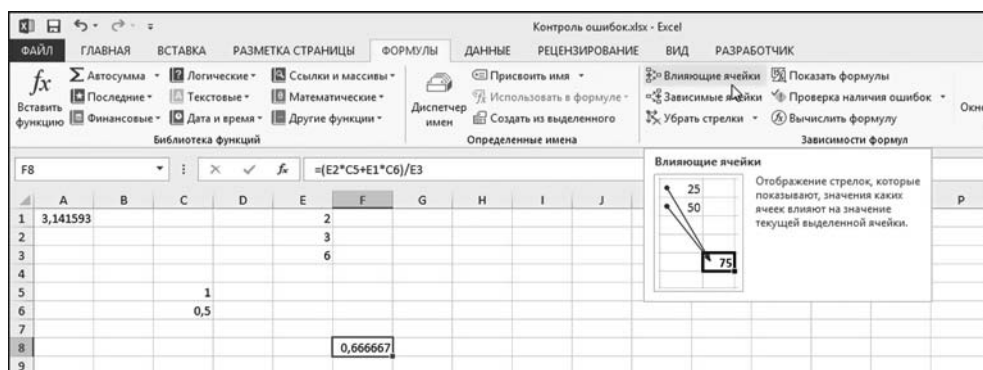 Контроль ошибок.xlsx - Excel
ФАЙЛ ГЛАВНАЯ ВСТАВКА РАЗМЕТКА СТРАНИЦЫ ФОРМУЛЫ ДАННЫЕ РЕЦЕНЗИРОВАНИЕ ВИД РАЗРАБОТЧИК
fx Вставить функцию
Σ Автосумма
Последние
Финансовые
Логические
Текстовые
Дата и время
Ссылки и массивы
Математические
Другие функции
Библиотека функций
Диспетчер имен
Присвоить имя
Использовать в формуле
Создать из выделенного
Определенные имена
Влияющие ячейки
Зависимые ячейки
Убрать стрелки
Показать формулы
Проверка наличия ошибок
Вычислить формулу
Зависимости формул
F8 fx =(E2*C5+E1*C6)/E3
A B C D E F G H I J P
1 3,141593 2
2 3
3 6
4
5 1
6 0,5
7
8 0,666667
9
Влияющие ячейки
25
50
75
Отображение стрелок, которые
показывают, значения каких
ячеек влияют на значение
текущей выделенной ячейки.